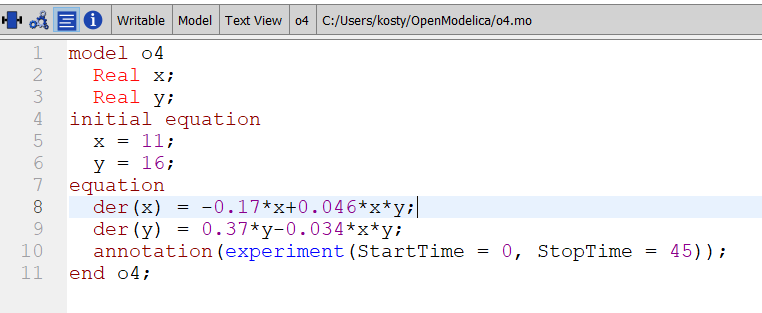 Writable Model Text View o4 C:/Users/kosty/OpenModelica/o4.mo
1 model o4
2   Real x;
3   Real y;
4 initial equation
5   x = 11;
6   y = 16;
7 equation
8   der(x) = -0.17*x+0.046*x*y;
9   der(y) = 0.37*y-0.034*x*y;
10   annotation(experiment(StartTime = 0, StopTime = 45));
11 end o4;